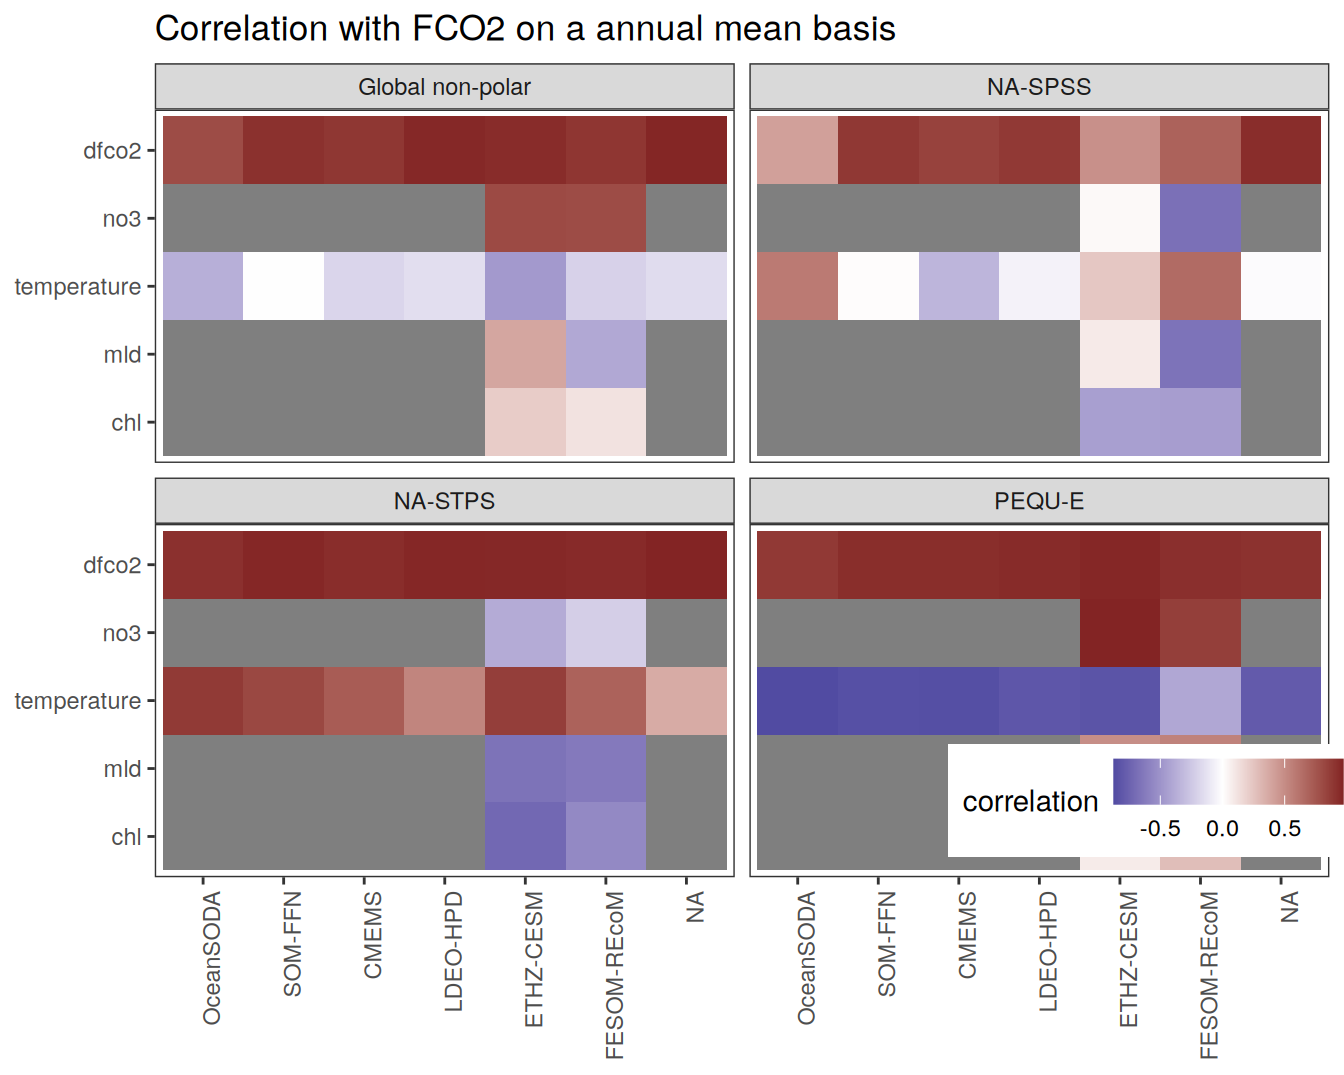 Correlation with FCO2 on a annual mean basis
Global non-polar
NA-SPSS
dfco2
no3
temperature
mld
chl
NA-STPS
PEQU-E
dfco2
no3
temperature
mld
chl
correlation
-0.5 0.0 0.5
OceanSODA
SOM-FFN
CMEMS
LDEO-HPD
ETHZ-CESM
FESOM-REcoM
NA
OceanSODA
SOM-FFN
CMEMS
LDEO-HPD
ETHZ-CESM
FESOM-REcoM
NA